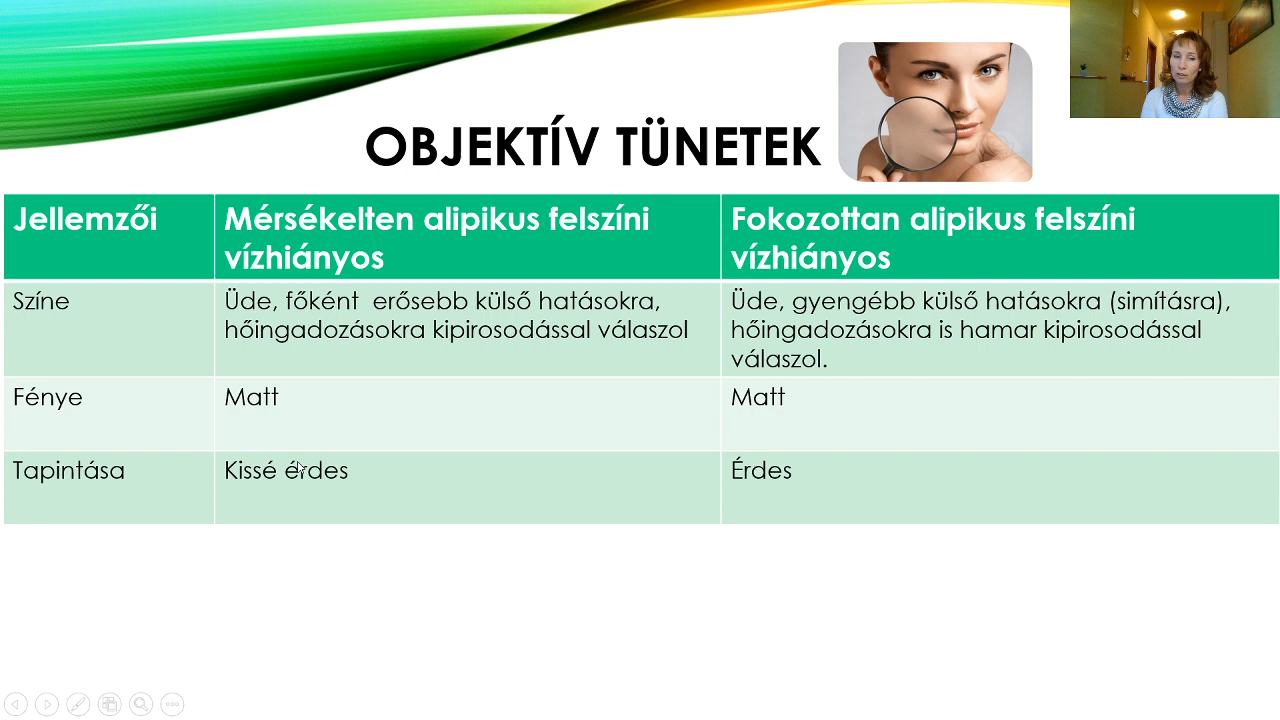 OBJEKTÍV TÜNETEK
Jellemzői
Mérsékelten alipikus felszíni
vízhiányos
Fokozottan alipikus felszíni
vízhiányos
Színe
Üde, főként  erősebb külső hatásokra,
hőingadozásokra kipirosodással válaszol
Üde, gyengébb külső hatásokra (simításra),
hőingadozásokra is hamar kipirosodással
válaszol.
Fénye
Matt
Matt
Tapintása
Kissé érdes
Érdes